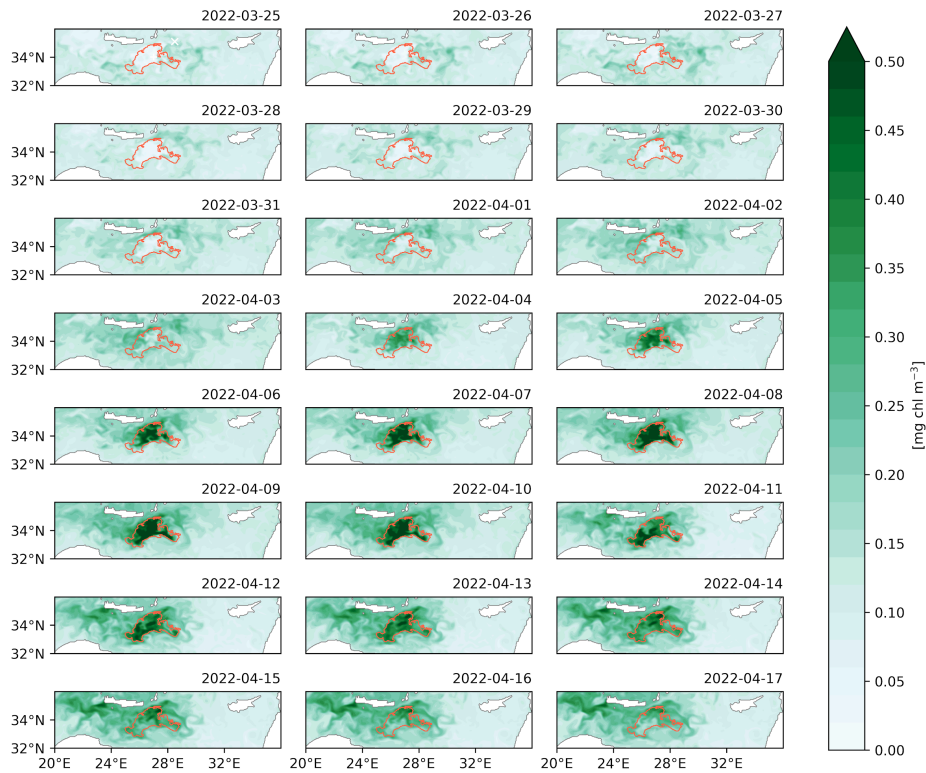 2022-03-25 2022-03-26 2022-03-27
34°N
32°N
2022-03-28 2022-03-29 2022-03-30
34°N
32°N
2022-03-31 2022-04-01 2022-04-02
34°N
32°N
2022-04-03 2022-04-04 2022-04-05
34°N
32°N
2022-04-06 2022-04-07 2022-04-08
34°N
32°N
2022-04-09 2022-04-10 2022-04-11
34°N
32°N
2022-04-12 2022-04-13 2022-04-14
34°N
32°N
2022-04-15 2022-04-16 2022-04-17
34°N
32°N
20°E 24°E 28°E 32°E 20°E 24°E 28°E 32°E 20°E 24°E 28°E 32°E
0.50
0.45
0.40
0.35
0.30
0.25
0.20
0.15
0.10
0.05
0.00
[mg chl m⁻³]